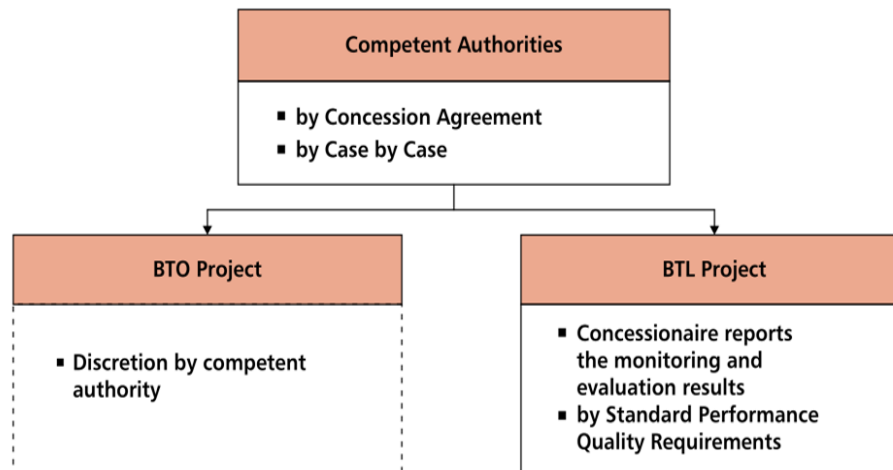 Competent Authorities
▪ by Concession Agreement
▪ by Case by Case
BTO Project
▪ Discretion by competent
authority
BTL Project
▪ Concessionaire reports
the monitoring and
evaluation results
▪ by Standard Performance
Quality Requirements